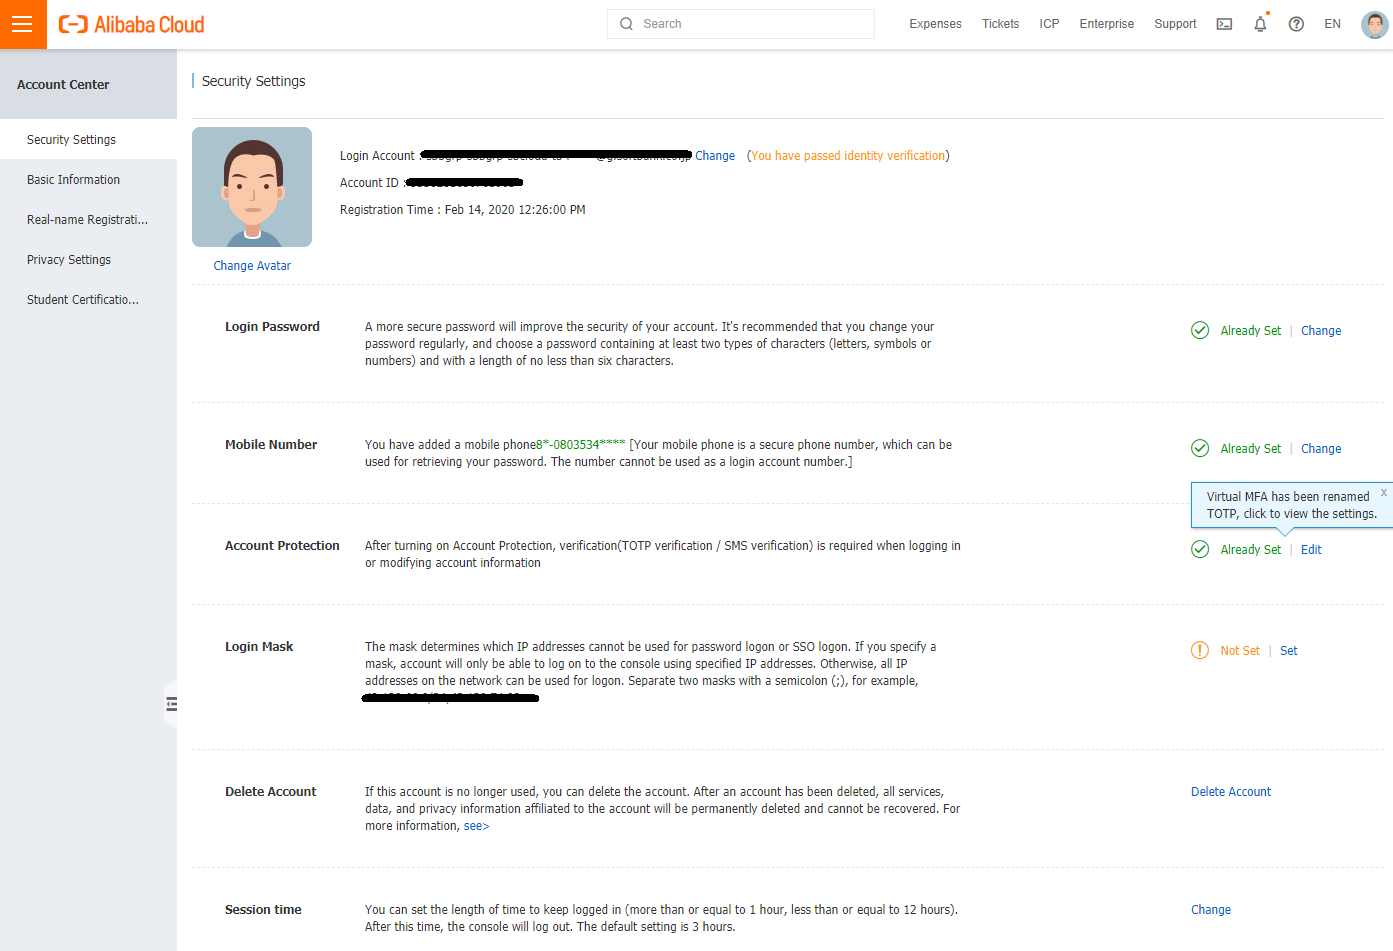 Alibaba Cloud
Search
Expenses
Tickets
ICP
Enterprise
Support
EN
Account Center
Security Settings
Basic Information
Real-name Registrati...
Privacy Settings
Student Certificatio...
Security Settings
Login Account : Change (You have passed identity verification)
Account ID :
Registration Time : Feb 14, 2020 12:26:00 PM
Change Avatar
Login Password
A more secure password will improve the security of your account. It's recommended that you change your
password regularly, and choose a password containing at least two types of characters (letters, symbols or
numbers) and with a length of no less than six characters.
Already Set | Change
Mobile Number
You have added a mobile phone8*-0803534**** [Your mobile phone is a secure phone number, which can be
used for retrieving your password. The number cannot be used as a login account number.]
Already Set | Change
Virtual MFA has been renamed
TOTP, click to view the settings.
x
Account Protection
After turning on Account Protection, verification(TOTP verification / SMS verification) is required when logging in
or modifying account information
Already Set | Edit
Login Mask
The mask determines which IP addresses cannot be used for password logon or SSO logon. If you specify a
mask, account will only be able to log on to the console using specified IP addresses. Otherwise, all IP
addresses on the network can be used for logon. Separate two masks with a semicolon (;), for example,
Not Set | Set
Delete Account
If this account is no longer used, you can delete the account. After an account has been deleted, all services,
data, and privacy information affiliated to the account will be permanently deleted and cannot be recovered. For
more information, see>
Delete Account
Session time
You can set the length of time to keep logged in (more than or equal to 1 hour, less than or equal to 12 hours).
After this time, the console will log out. The default setting is 3 hours.
Change